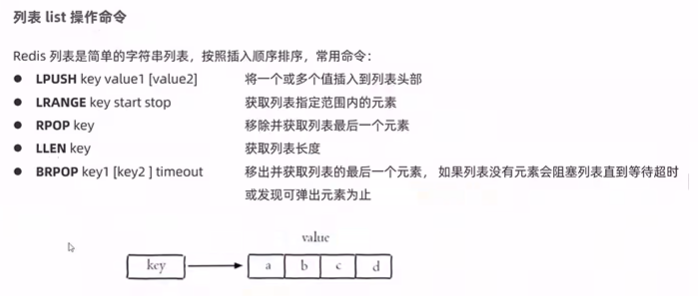 列表 list 操作命令
Redis 列表是简单的字符串列表，按照插入顺序排序，常用命令：
● LPUSH key value1 [value2] 将一个或多个值插入到列表头部
● LRANGE key start stop 获取列表指定范围内的元素
● RPOP key 移除并获取列表最后一个元素
● LLEN key 获取列表长度
● BRPOP key1 [key2 ] timeout 移出并获取列表的最后一个元素， 如果列表没有元素会阻塞列表直到等待超时
或发现可弹出元素为止
value
key a b c d